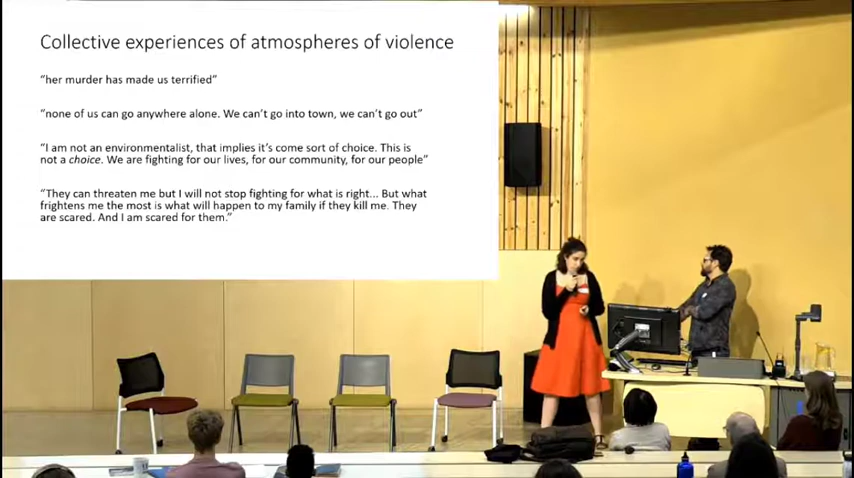 Collective experiences of atmospheres of violence
“her murder has made us terrified”
“none of us can go anywhere alone. We can’t go into town, we can’t go out”
“I am not an environmentalist, that implies it’s come sort of choice. This is
not a choice. We are fighting for our lives, for our community, for our people”
“They can threaten me but I will not stop fighting for what is right... But what
frightens me the most is what will happen to my family if they kill me. They
are scared. And I am scared for them.”